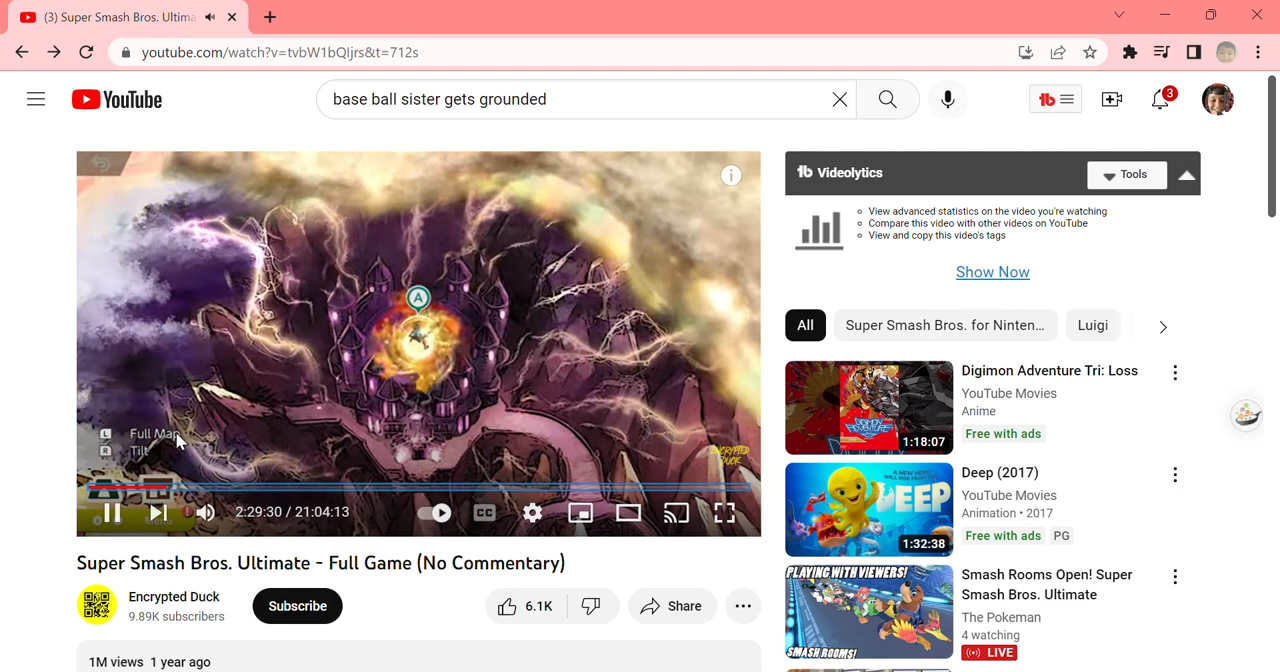 (3) Super Smash Bros. Ultima
youtube.com/watch?v=tvbW1bQIjrs&t=712s
YouTube
base ball sister gets grounded
3
A
L Full Map
R Tilt
ENCRYPTED
DUCK
2:29:30 / 21:04:13
CC
Super Smash Bros. Ultimate - Full Game (No Commentary)
Encrypted Duck
9.89K subscribers
Subscribe
6.1K
Share
1M views 1 year ago
Videolytics
Tools
View advanced statistics on the video you're watching
Compare this video with other videos on YouTube
View and copy this video's tags
Show Now
All
Super Smash Bros. for Ninten...
Luigi
DIGIMON
ADVENTURE
1:18:07
Digimon Adventure Tri: Loss
YouTube Movies
Anime
Free with ads
DEEP
1:32:38
Deep (2017)
YouTube Movies
Animation • 2017
Free with ads PG
PLAYING WITH VIEWERS!
SMASH ROOMS!
Smash Rooms Open! Super
Smash Bros. Ultimate
The Pokeman
4 watching
LIVE